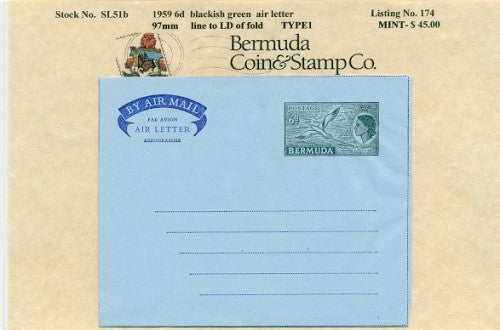 Stock No. SL51b 1959 6d blackish green air letter Listing No. 174
97mm line to LD of fold TYPE1 MINT- $ 45.00
Bermuda
Coin&Stamp Co.
BY AIR MAIL
PAR AVION
AIR LETTER
AEROGRAMME
POSTAGE
6D
BERMUDA